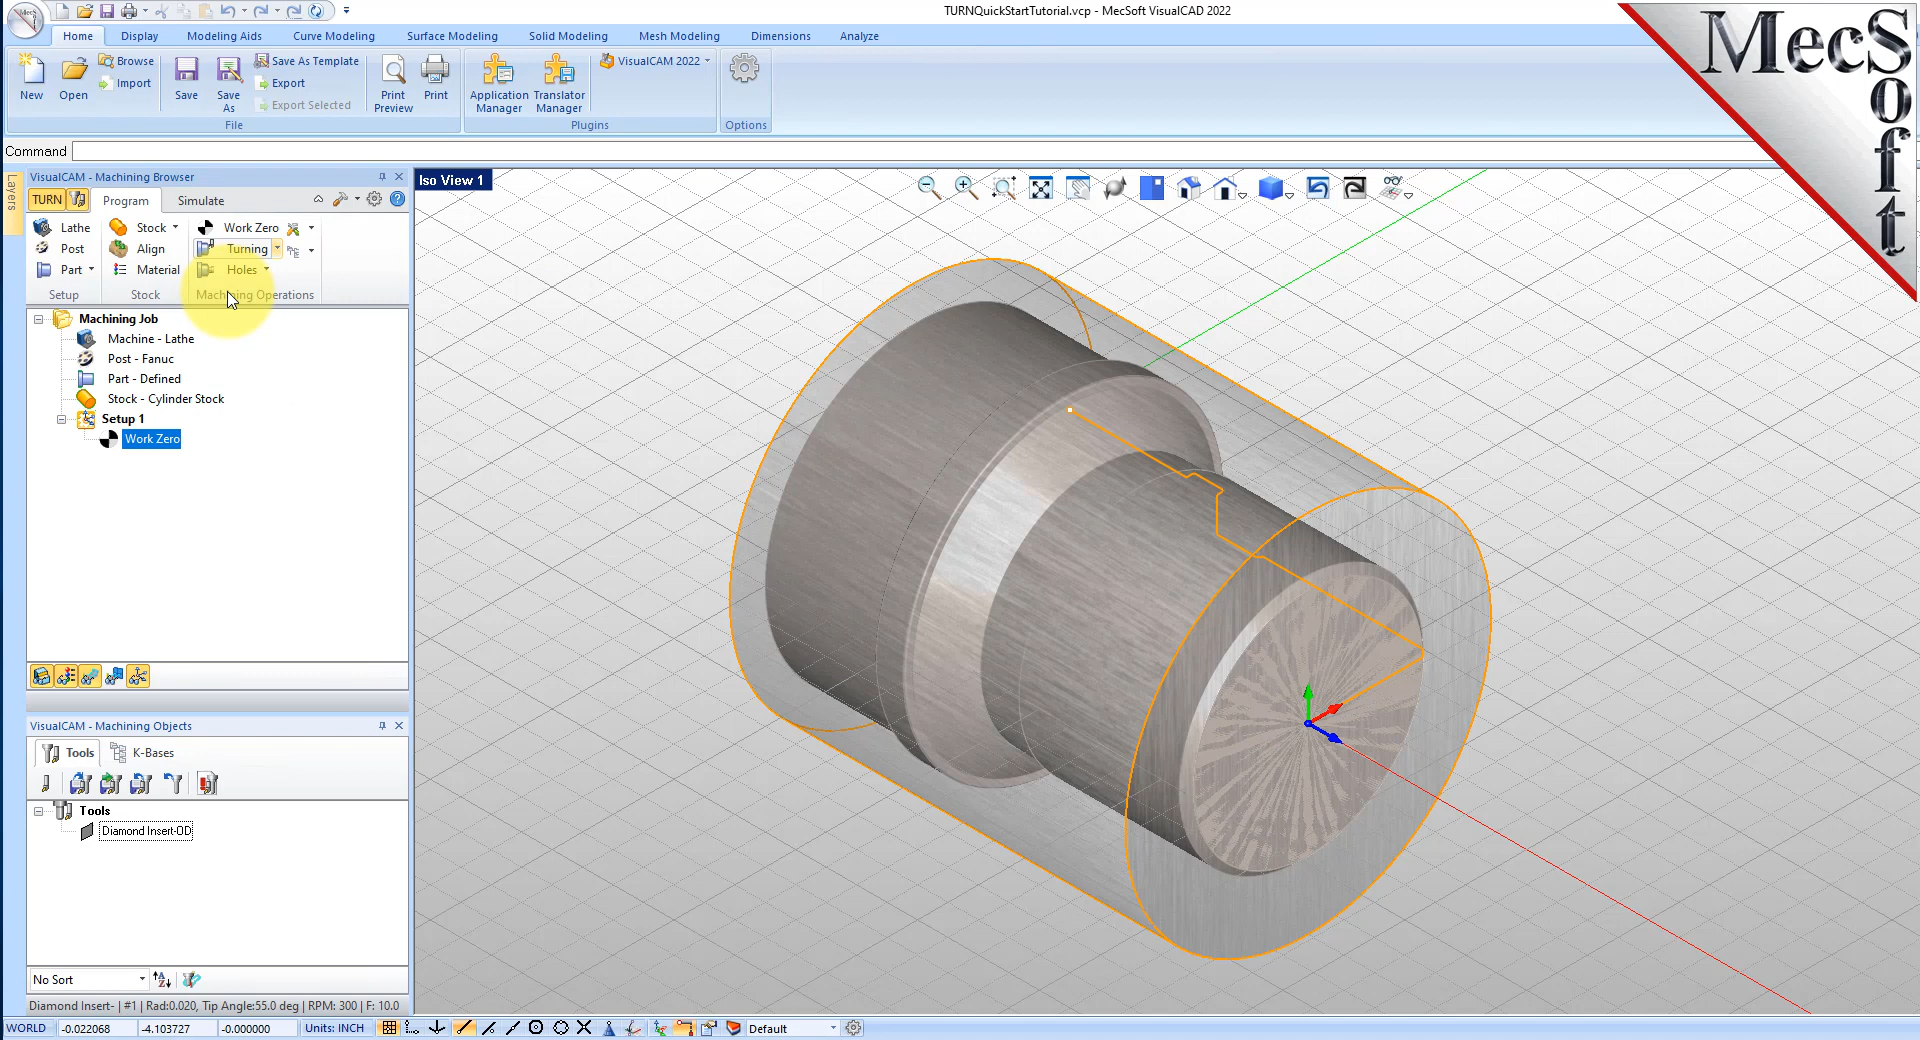 TURNQuickStartTutorial.vcp - MecSoft VisualCAD 2022
MecSoft
Home Display Modeling Aids Curve Modeling Surface Modeling Solid Modeling Mesh Modeling Dimensions Analyze
New Open Browse Import Save Save As Save As Template Export Export Selected Print Preview Print
Application Manager Translator Manager VisualCAM 2022
File Plugins Options
Command
Layers
VisualCAM - Machining Browser
Iso View 1
TURN Program Simulate
Lathe Stock Work Zero
Post Align Turning
Part Material Holes
Setup Stock Machining Operations
Machining Job
Machine - Lathe
Post - Fanuc
Part - Defined
Stock - Cylinder Stock
Setup 1
Work Zero
VisualCAM - Machining Objects
Tools K-Bases
Tools
Diamond Insert-OD
No Sort
Diamond Insert- | #1 | Rad:0.020, Tip Angle:55.0 deg | RPM: 300 | F: 10.0
WORLD -0.022068 -4.103727 -0.000000 Units: INCH Default